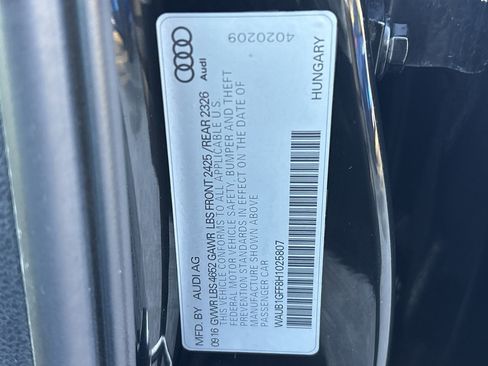 4020209
Audi
HUNGARY
MFD. BY AUDI AG
0916 GVWR LBS 4652 GAWR LBS FRONT 2425 / REAR 2326
THIS VEHICLE CONFORMS TO ALL APPLICABLE U.S.
FEDERAL MOTOR VEHICLE SAFETY, BUMPER AND THEFT
PREVENTION STANDARDS IN EFFECT ON THE DATE OF
MANUFACTURE SHOWN ABOVE
PASSENGER CAR
WAUB1GFF8H1025807